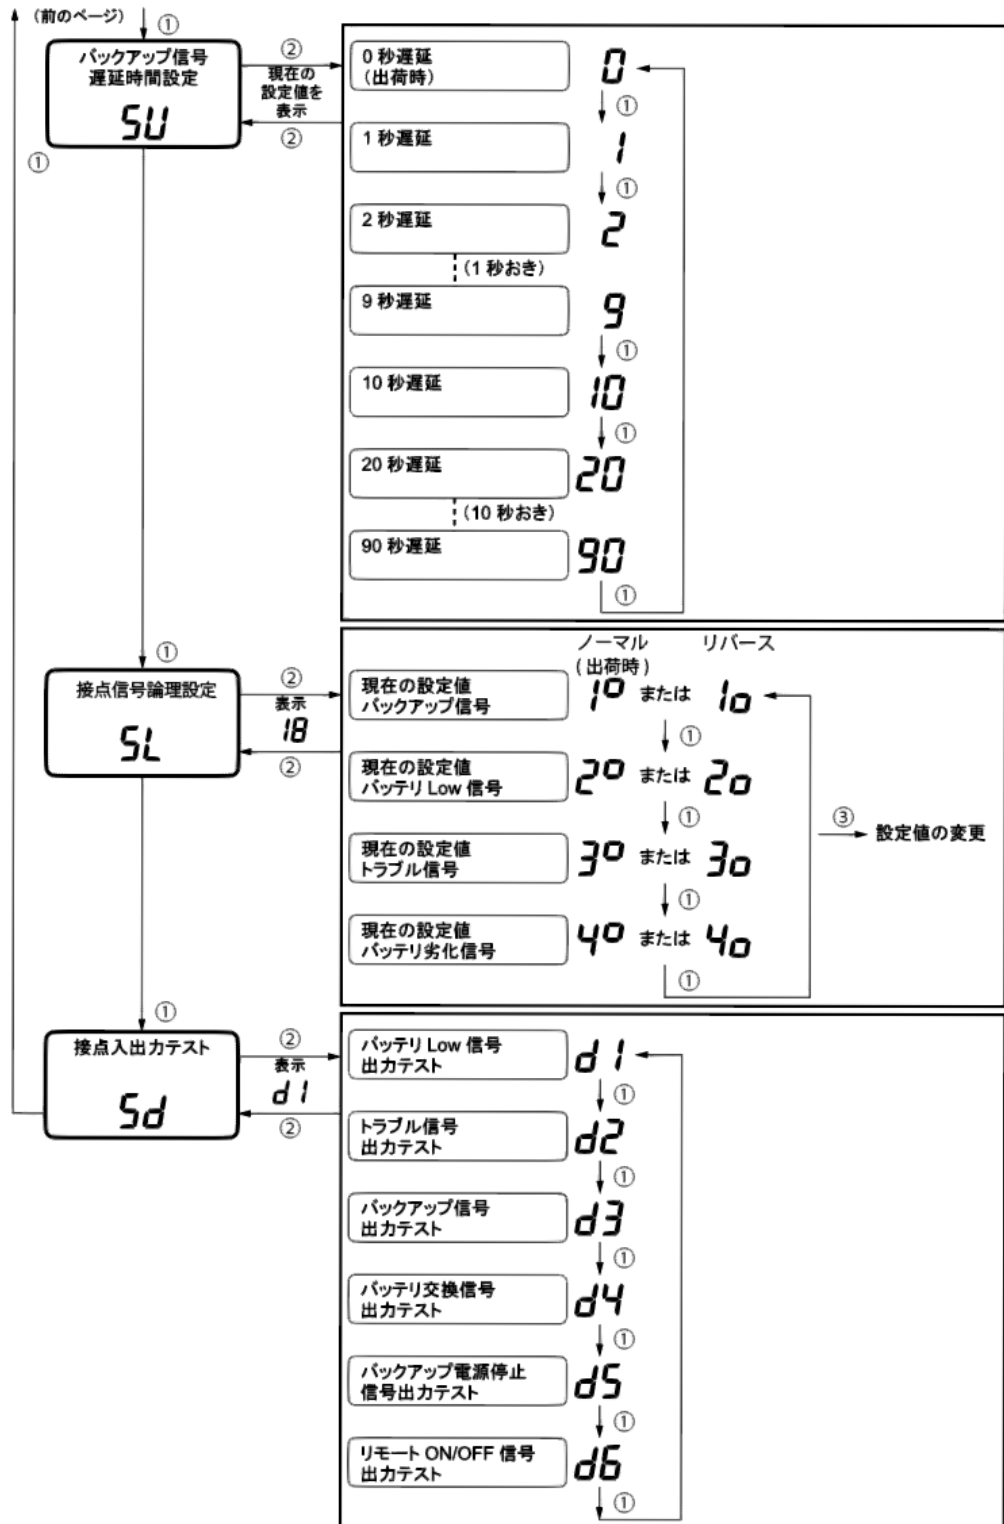 (前のページ)
①
バックアップ信号
遅延時間設定
SU
②
現在の
設定値を
表示
②
①
0 秒遅延
(出荷時)
0
①
1 秒遅延
1
①
2 秒遅延
2
(1 秒おき)
9 秒遅延
9
①
10 秒遅延
10
①
20 秒遅延
20
(10 秒おき)
90 秒遅延
90
①
①
接点信号論理設定
SL
②
表示
18
②
ノーマル
(出荷時)
リバース
現在の設定値
バックアップ信号
1o または 1o
①
現在の設定値
バッテリ Low 信号
2o または 2o
①
現在の設定値
トラブル信号
3o または 3o
①
現在の設定値
バッテリ劣化信号
4o または 4o
①
③
設定値の変更
①
接点入出力テスト
Sd
②
表示
d1
②
バッテリ Low 信号
出力テスト
d1
①
トラブル信号
出力テスト
d2
①
バックアップ信号
出力テスト
d3
①
バッテリ交換信号
出力テスト
d4
①
バックアップ電源停止
信号出力テスト
d5
①
リモート ON/OFF 信号
出力テスト
d6
①